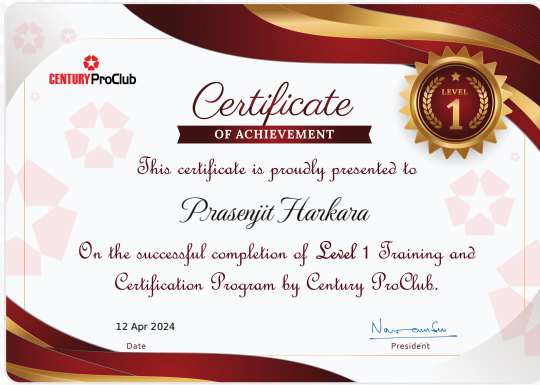 CENTURY ProClub
LEVEL
1
Certificate
OF ACHIEVEMENT
This certificate is proudly presented to
Prasenjit Harkara
On the successful completion of Level 1 Training and
Certification Program by Century ProClub.
12 Apr 2024
Date
President